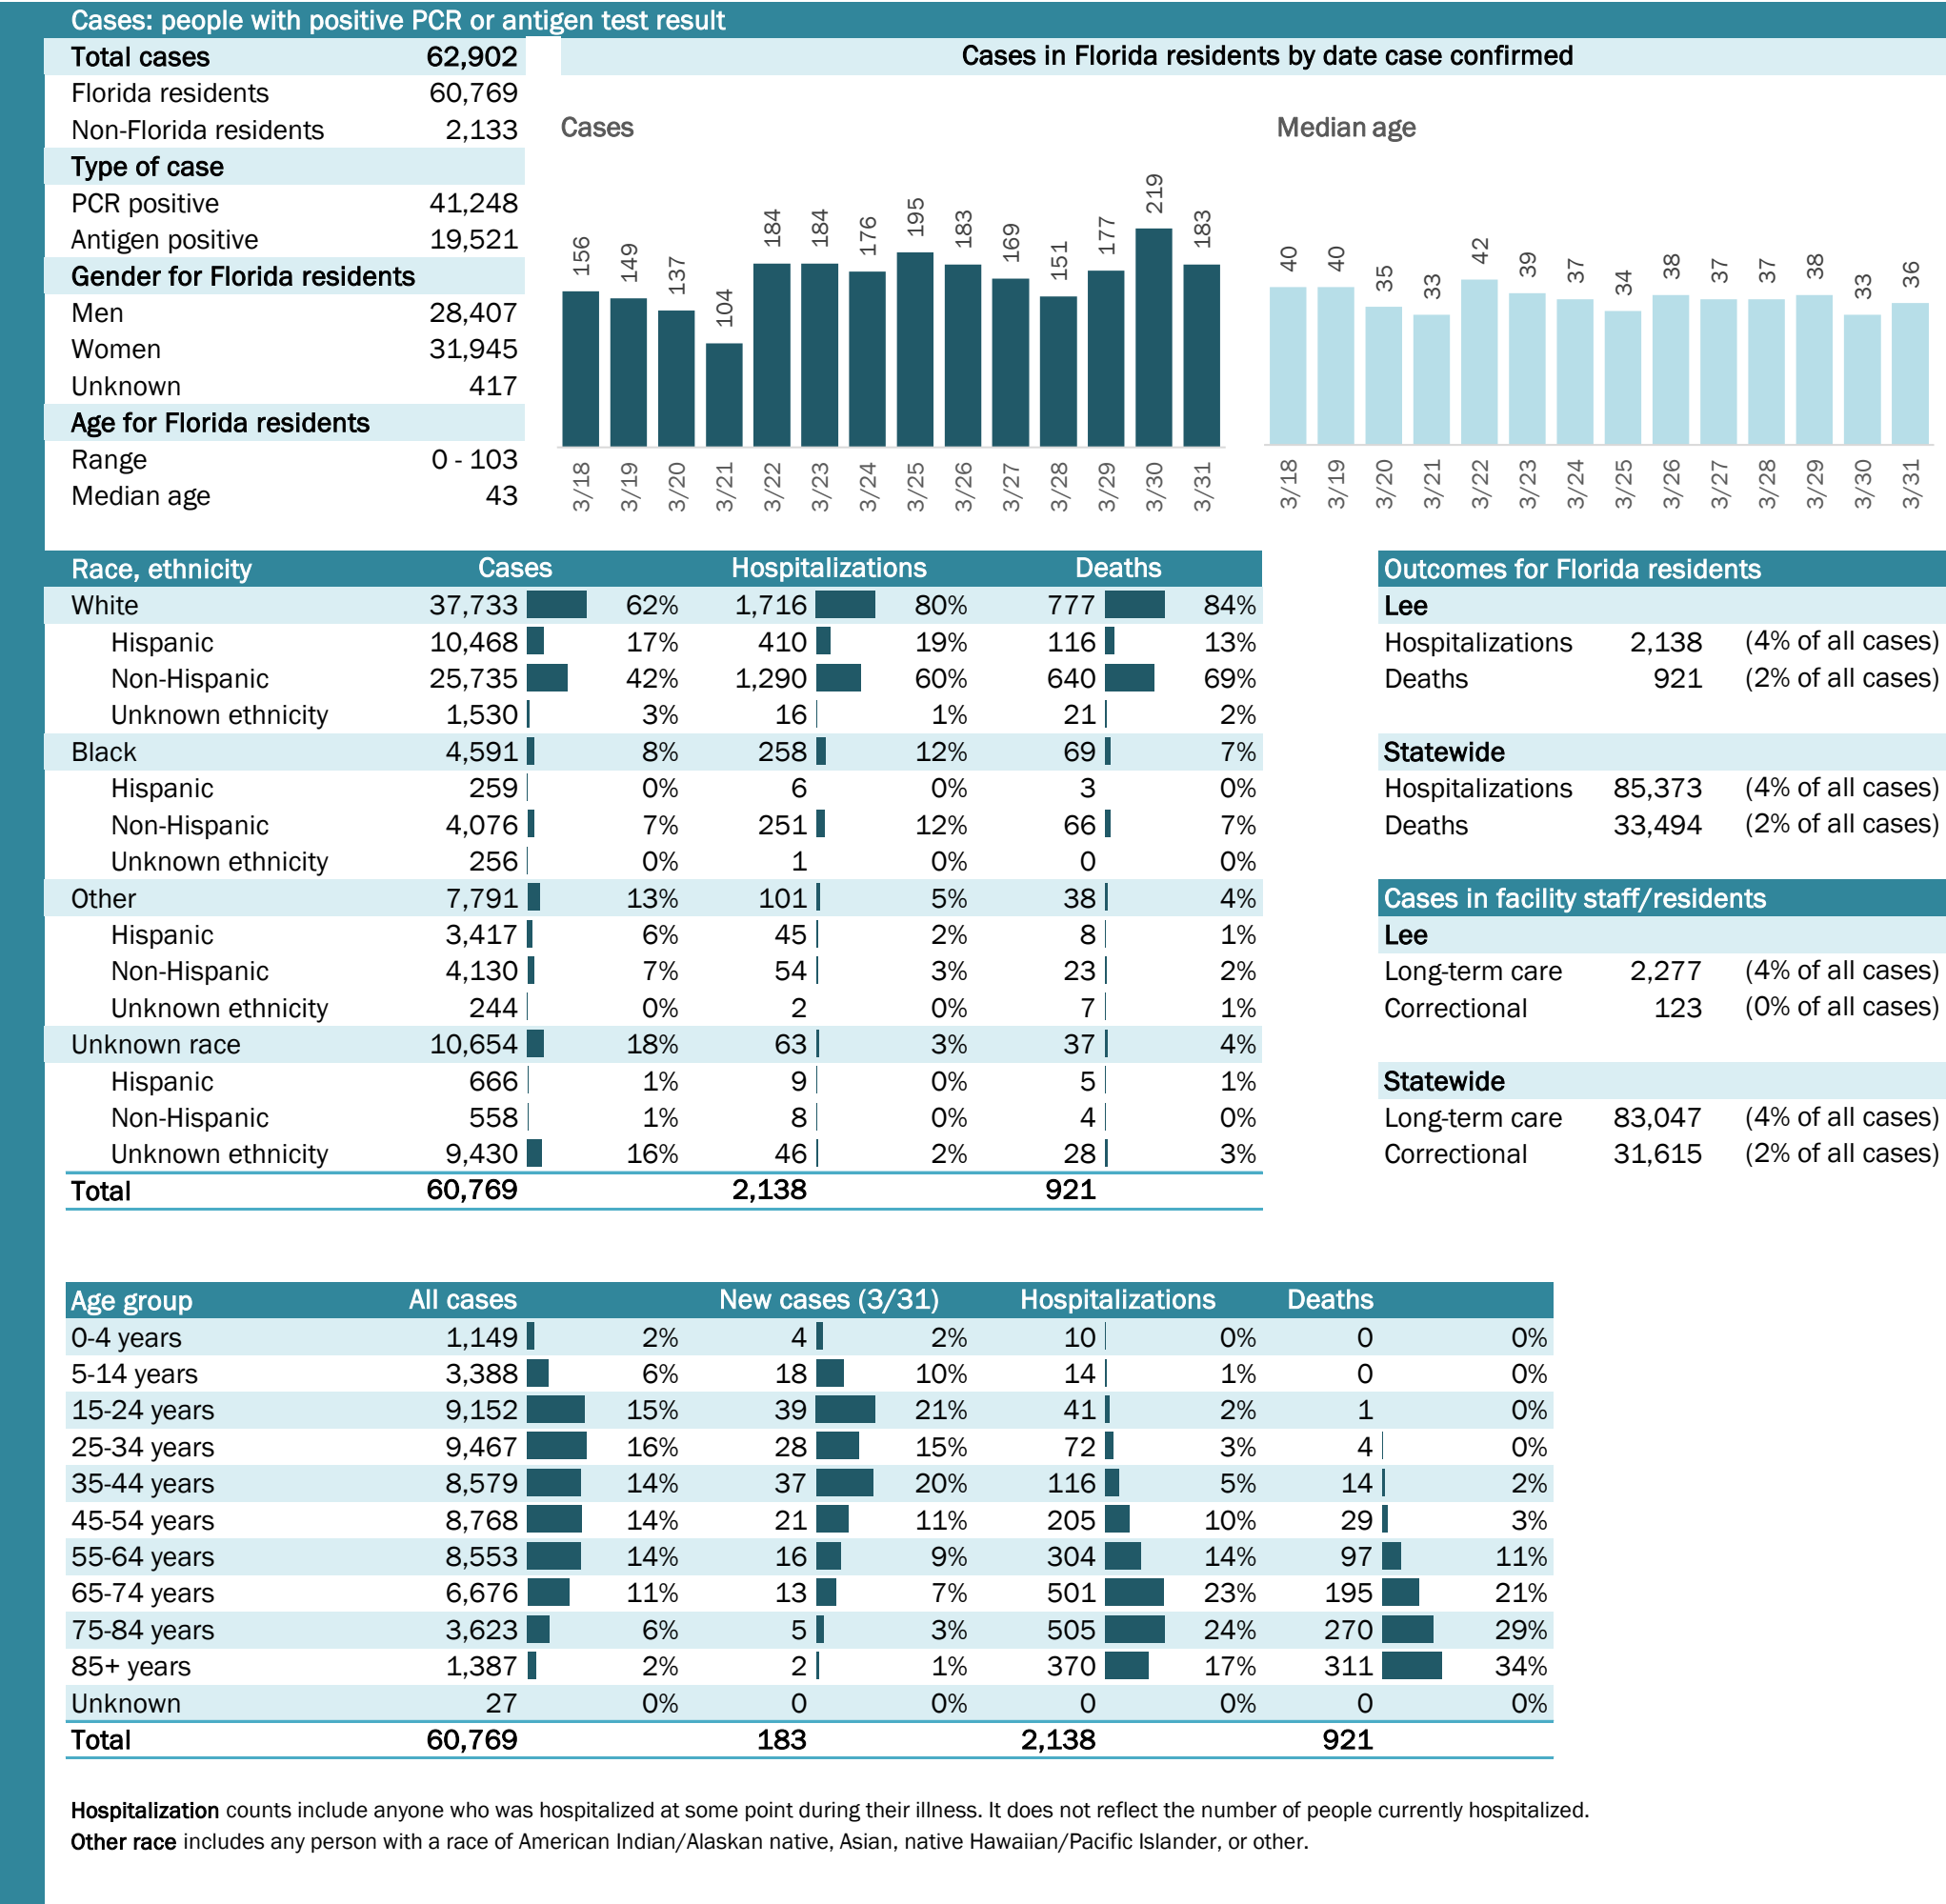 Cases: people with positive PCR or antigen test result
Total cases 62,902
Florida residents 60,769
Non-Florida residents 2,133
Type of case
PCR positive 41,248
Antigen positive 19,521
Gender for Florida residents
Men 28,407
Women 31,945
Unknown 417
Age for Florida residents
Range 0 - 103
Median age 43
Cases in Florida residents by date case confirmed
Cases
156 149 137 104 184 184 176 195 183 169 151 177 219 183
3/18 3/19 3/20 3/21 3/22 3/23 3/24 3/25 3/26 3/27 3/28 3/29 3/30 3/31
Median age
40 40 35 33 42 39 37 34 38 37 37 38 33 36
3/18 3/19 3/20 3/21 3/22 3/23 3/24 3/25 3/26 3/27 3/28 3/29 3/30 3/31
Race, ethnicity Cases Hospitalizations Deaths
White 37,733 62% 1,716 80% 777 84%
Hispanic 10,468 17% 410 19% 116 13%
Non-Hispanic 25,735 42% 1,290 60% 640 69%
Unknown ethnicity 1,530 3% 16 1% 21 2%
Black 4,591 8% 258 12% 69 7%
Hispanic 259 0% 6 0% 3 0%
Non-Hispanic 4,076 7% 251 12% 66 7%
Unknown ethnicity 256 0% 1 0% 0 0%
Other 7,791 13% 101 5% 38 4%
Hispanic 3,417 6% 45 2% 8 1%
Non-Hispanic 4,130 7% 54 3% 23 2%
Unknown ethnicity 244 0% 2 0% 7 1%
Unknown race 10,654 18% 63 3% 37 4%
Hispanic 666 1% 9 0% 5 1%
Non-Hispanic 558 1% 8 0% 4 0%
Unknown ethnicity 9,430 16% 46 2% 28 3%
Total 60,769 2,138 921
Outcomes for Florida residents
Lee
Hospitalizations 2,138 (4% of all cases)
Deaths 921 (2% of all cases)
Statewide
Hospitalizations 85,373 (4% of all cases)
Deaths 33,494 (2% of all cases)
Cases in facility staff/residents
Lee
Long-term care 2,277 (4% of all cases)
Correctional 123 (0% of all cases)
Statewide
Long-term care 83,047 (4% of all cases)
Correctional 31,615 (2% of all cases)
Age group All cases New cases (3/31) Hospitalizations Deaths
0-4 years 1,149 2% 4 2% 10 0% 0 0%
5-14 years 3,388 6% 18 10% 14 1% 0 0%
15-24 years 9,152 15% 39 21% 41 2% 1 0%
25-34 years 9,467 16% 28 15% 72 3% 4 0%
35-44 years 8,579 14% 37 20% 116 5% 14 2%
45-54 years 8,768 14% 21 11% 205 10% 29 3%
55-64 years 8,553 14% 16 9% 304 14% 97 11%
65-74 years 6,676 11% 13 7% 501 23% 195 21%
75-84 years 3,623 6% 5 3% 505 24% 270 29%
85+ years 1,387 2% 2 1% 370 17% 311 34%
Unknown 27 0% 0 0% 0 0% 0 0%
Total 60,769 183 2,138 921
Hospitalization counts include anyone who was hospitalized at some point during their illness. It does not reflect the number of people currently hospitalized.
Other race includes any person with a race of American Indian/Alaskan native, Asian, native Hawaiian/Pacific Islander, or other.